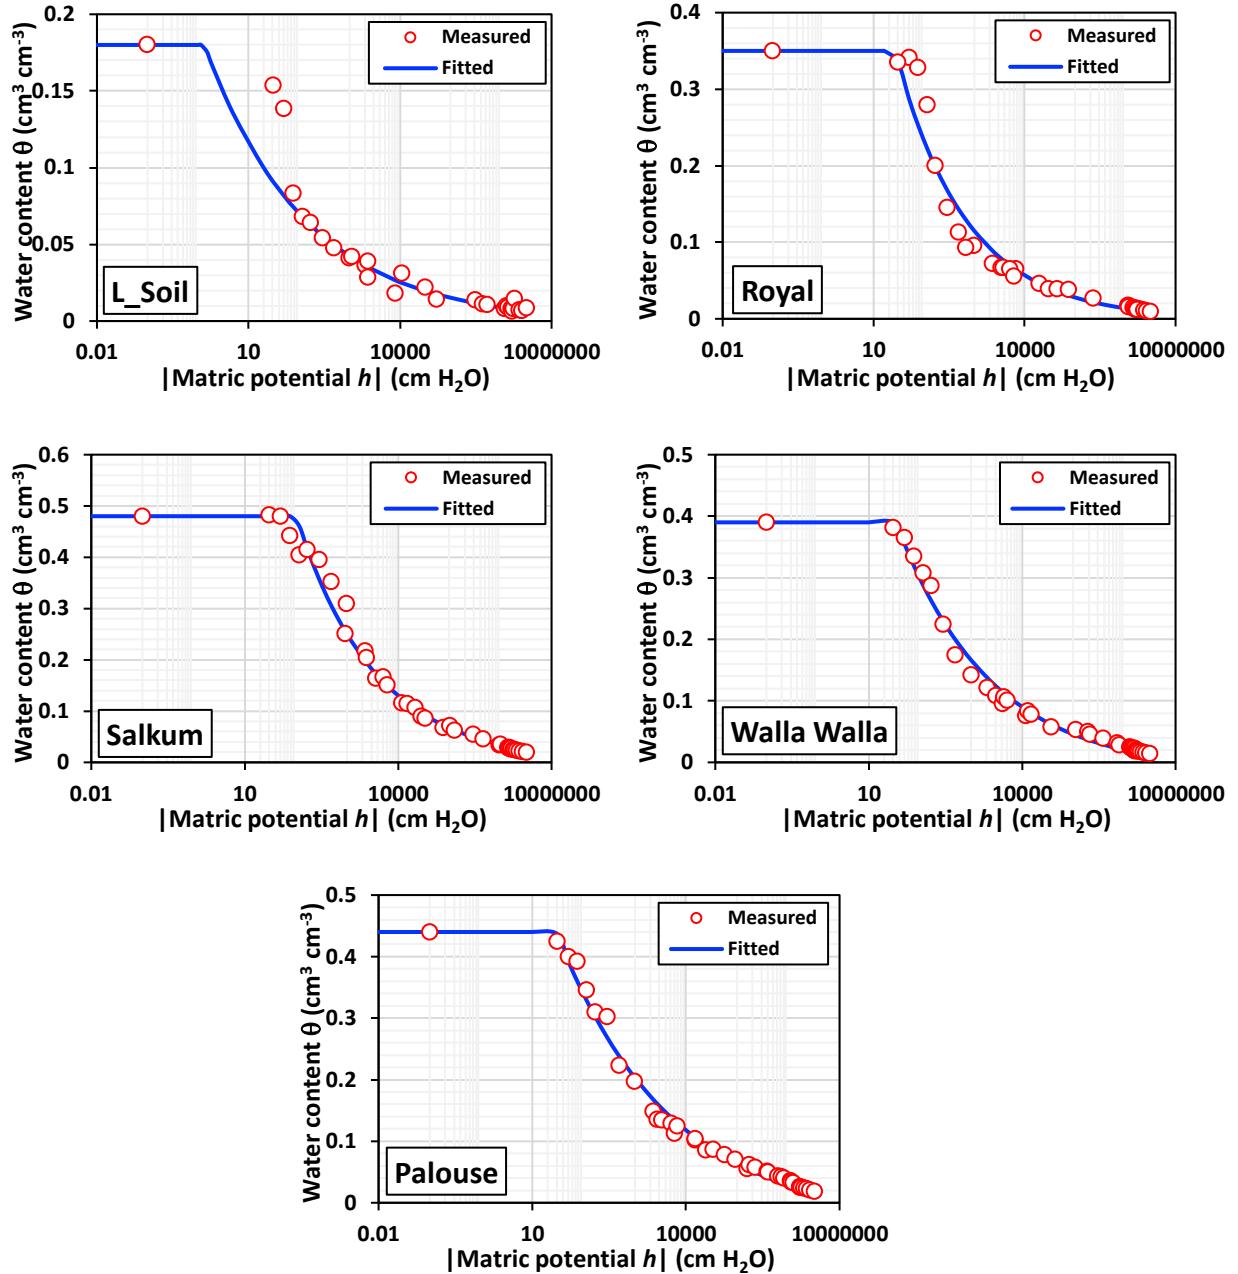 Water content θ (cm³ cm⁻³)
0.2
0.15
0.1
0.05
0
Measured
Fitted
L_Soil
0.01 10 10000 10000000
|Matric potential h| (cm H₂O)
Water content θ (cm³ cm⁻³)
0.4
0.3
0.2
0.1
0
Measured
Fitted
Royal
0.01 10 10000 10000000
|Matric potential h| (cm H₂O)
Water content θ (cm³ cm⁻³)
0.6
0.5
0.4
0.3
0.2
0.1
0
Measured
Fitted
Salkum
0.01 10 10000 10000000
|Matric potential h| (cm H₂O)
Water content θ (cm³ cm⁻³)
0.5
0.4
0.3
0.2
0.1
0
Measured
Fitted
Walla Walla
0.01 10 10000 10000000
|Matric potential h| (cm H₂O)
Water content θ (cm³ cm⁻³)
0.5
0.4
0.3
0.2
0.1
0
Measured
Fitted
Palouse
0.01 10 10000 10000000
|Matric potential h| (cm H₂O)